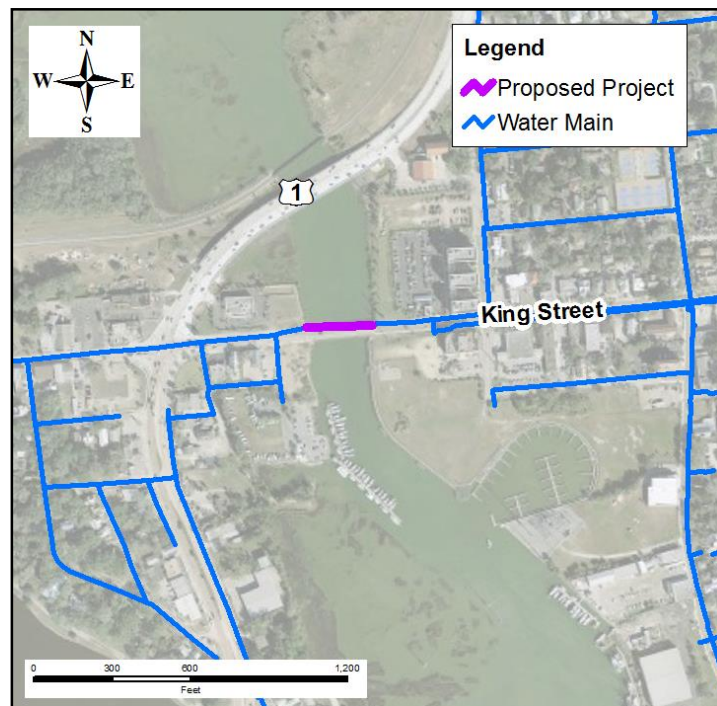 N
W E
S
Legend
Proposed Project
Water Main
1
King Street
0 300 600 1,200
Feet